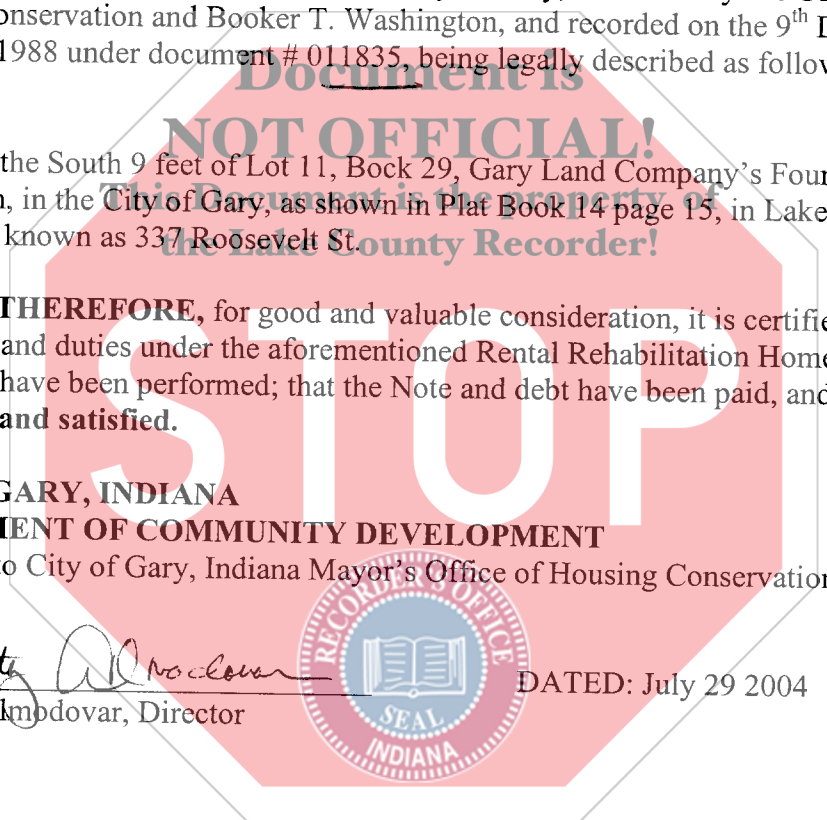 onservation and Booker T. Washington, and recorded on the 9th D
1988 under document # 011835, being legally described as follow
Document is
NOT OFFICIAL!
the South 9 feet of Lot 11, Bock 29, Gary Land Company's Four
This Document is the property of
, in the City of Gary, as shown in Plat Book 14 page 15, in Lake
the Lake County Recorder!
known as 337 Roosevelt St.
THEREFORE, for good and valuable consideration, it is certifie
and duties under the aforementioned Rental Rehabilitation Home
have been performed; that the Note and debt have been paid, and
and satisfied.
STOP
GARY, INDIANA
MENT OF COMMUNITY DEVELOPMENT
to City of Gary, Indiana Mayor's Office of Housing Conservation
RECORDER'S OFFICE
SEAL
INDIANA
DATED: July 29 2004
lmodovar, Director